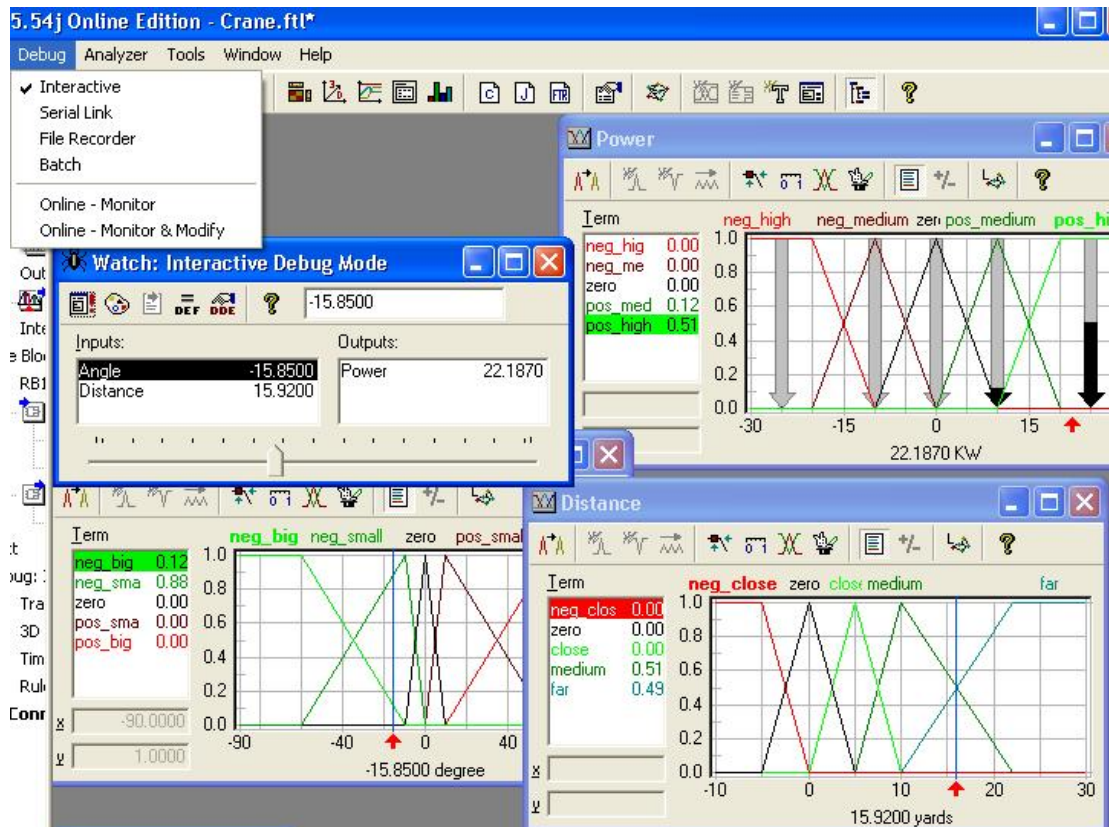 5.54j Online Edition - Crane.ftl*
Debug Analyzer Tools Window Help
Interactive
Serial Link
File Recorder
Batch
Online - Monitor
Online - Monitor & Modify
C J FTR
Power
Term
neg_high neg_medium pos_medium
neg_hig 0.00
neg_me 0.00
zero 0.00
pos_med 0.12
pos_high 0.51
1.0
0.8
0.6
0.4
0.2
0.0
-30 -15 0 15
22.1870 KW
Out
Inte
e Blo
RB1
Watch: Interactive Debug Mode
DEF DDE
-15.8500
Inputs:
Outputs:
Angle -15.8500
Distance 15.9200
Power 22.1870
Term
neg_big neg_small zero pos_smal
neg_big 0.12
neg_sma 0.88
zero 0.00
pos_sma 0.00
pos_big 0.00
1.0
0.8
0.6
0.4
0.2
0.0
x -90.0000
y 1.0000
-90 -40 0 40
-15.8500 degree
Tra
3D
Tim
Rul
Conn
Distance
Term
neg_close zero close medium far
neg_clos 0.00
zero 0.00
close 0.00
medium 0.51
far 0.49
1.0
0.8
0.6
0.4
0.2
0.0
x
y
-10 0 10 20 30
15.9200 yards